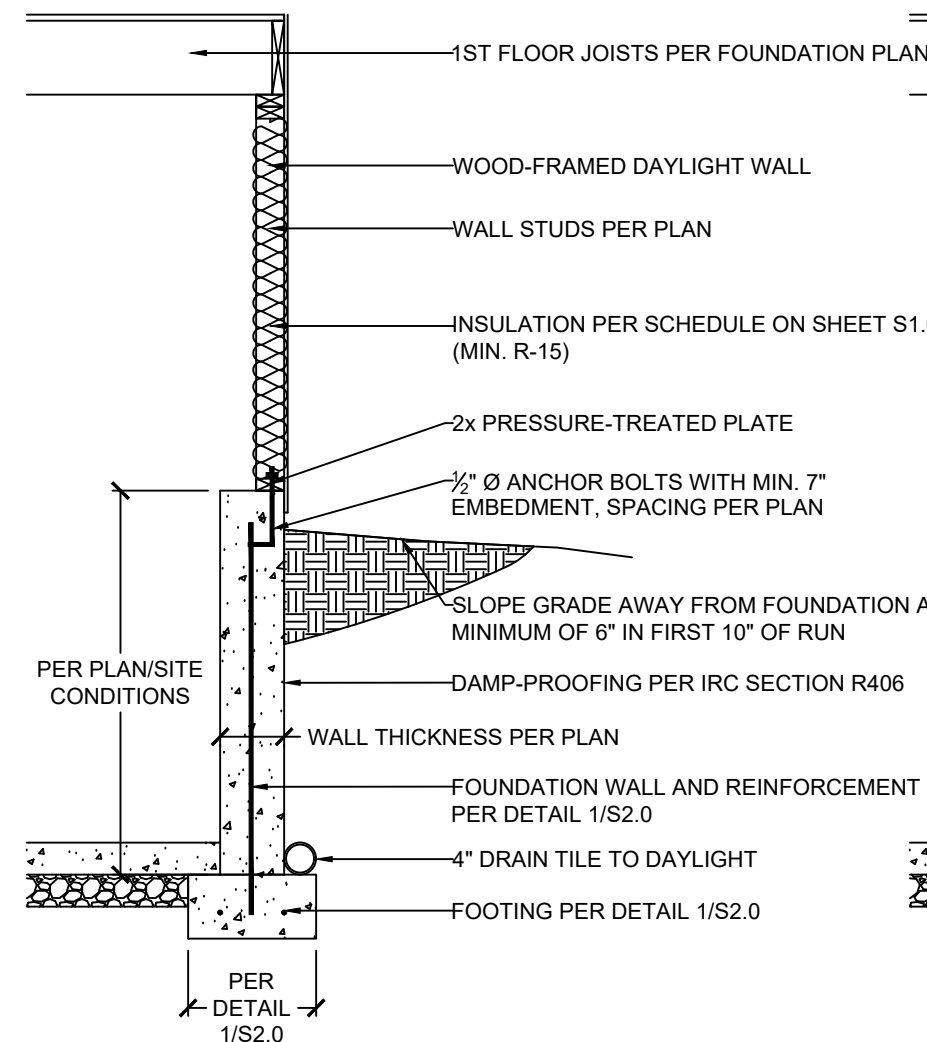 1ST FLOOR JOISTS PER FOUNDATION PLAN
WOOD-FRAMED DAYLIGHT WALL
WALL STUDS PER PLAN
INSULATION PER SCHEDULE ON SHEET S1.
(MIN. R-15)
2x PRESSURE-TREATED PLATE
½" Ø ANCHOR BOLTS WITH MIN. 7"
EMBEDMENT, SPACING PER PLAN
SLOPE GRADE AWAY FROM FOUNDATION A
MINIMUM OF 6" IN FIRST 10" OF RUN
PER PLAN/SITE
CONDITIONS
DAMP-PROOFING PER IRC SECTION R406
WALL THICKNESS PER PLAN
FOUNDATION WALL AND REINFORCEMENT
PER DETAIL 1/S2.0
4" DRAIN TILE TO DAYLIGHT
FOOTING PER DETAIL 1/S2.0
PER
DETAIL
1/S2.0